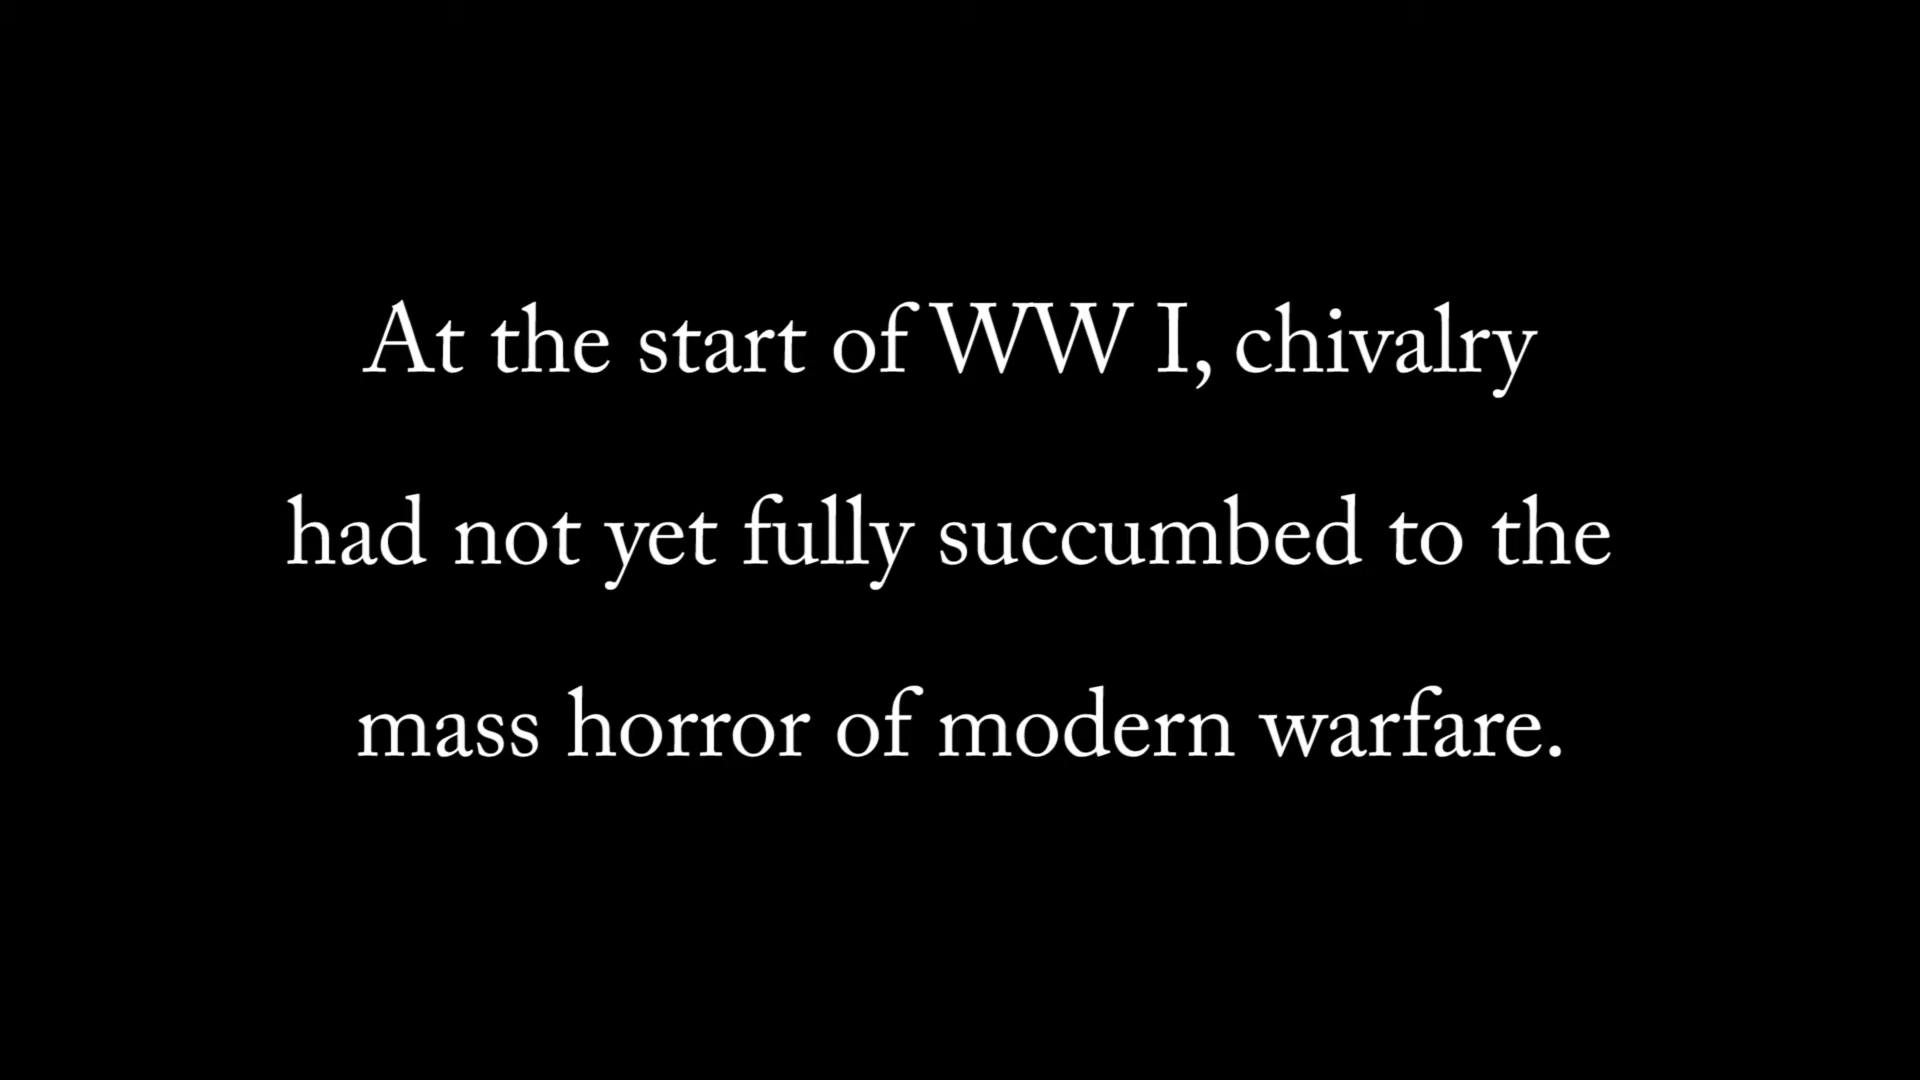 At the start of WW I, chivalry
had not yet fully succumbed to the
mass horror of modern warfare.